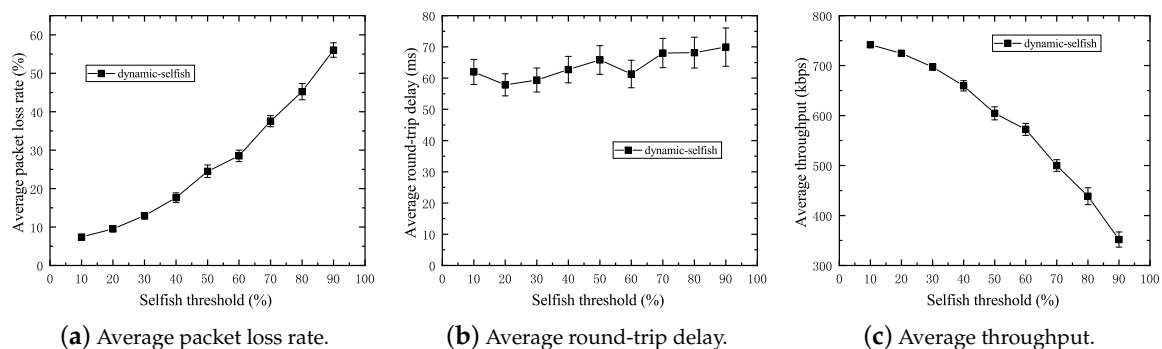 60
50
40
30
20
10
0
Average packet loss rate (%)
dynamic-selfish
0 10 20 30 40 50 60 70 80 90 100
Selfish threshold (%)
(a) Average packet loss rate.
80
70
60
50
40
30
20
10
0
Average round-trip delay (ms)
dynamic-selfish
0 10 20 30 40 50 60 70 80 90 100
Selfish threshold (%)
(b) Average round-trip delay.
800
700
600
500
400
300
Average throughput (kbps)
dynamic-selfish
0 10 20 30 40 50 60 70 80 90 100
Selfish threshold (%)
(c) Average throughput.